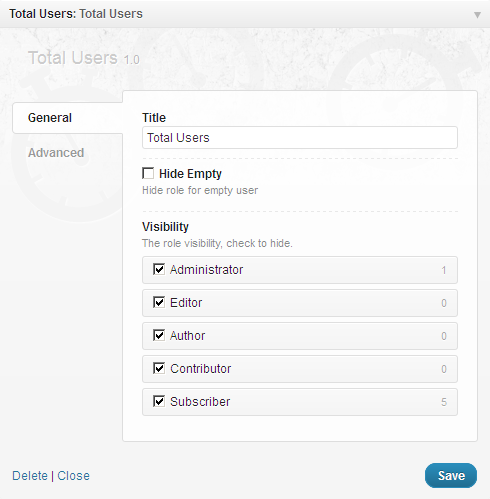 Total Users: Total Users
Total Users 1.0
General
Advanced
Title
Total Users
Hide Empty
Hide role for empty user
Visibility
The role visibility, check to hide.
Administrator 1
Editor 0
Author 0
Contributor 0
Subscriber 5
Delete | Close
Save